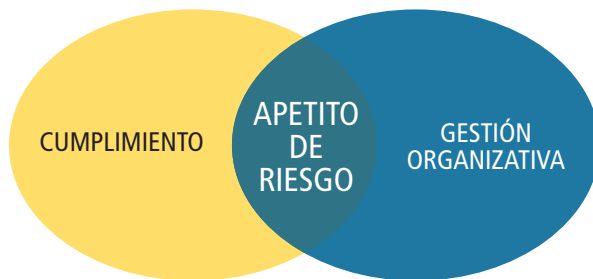 CUMPLIMIENTO
APETITO
DE
RIESGO
GESTIÓN
ORGANIZATIVA